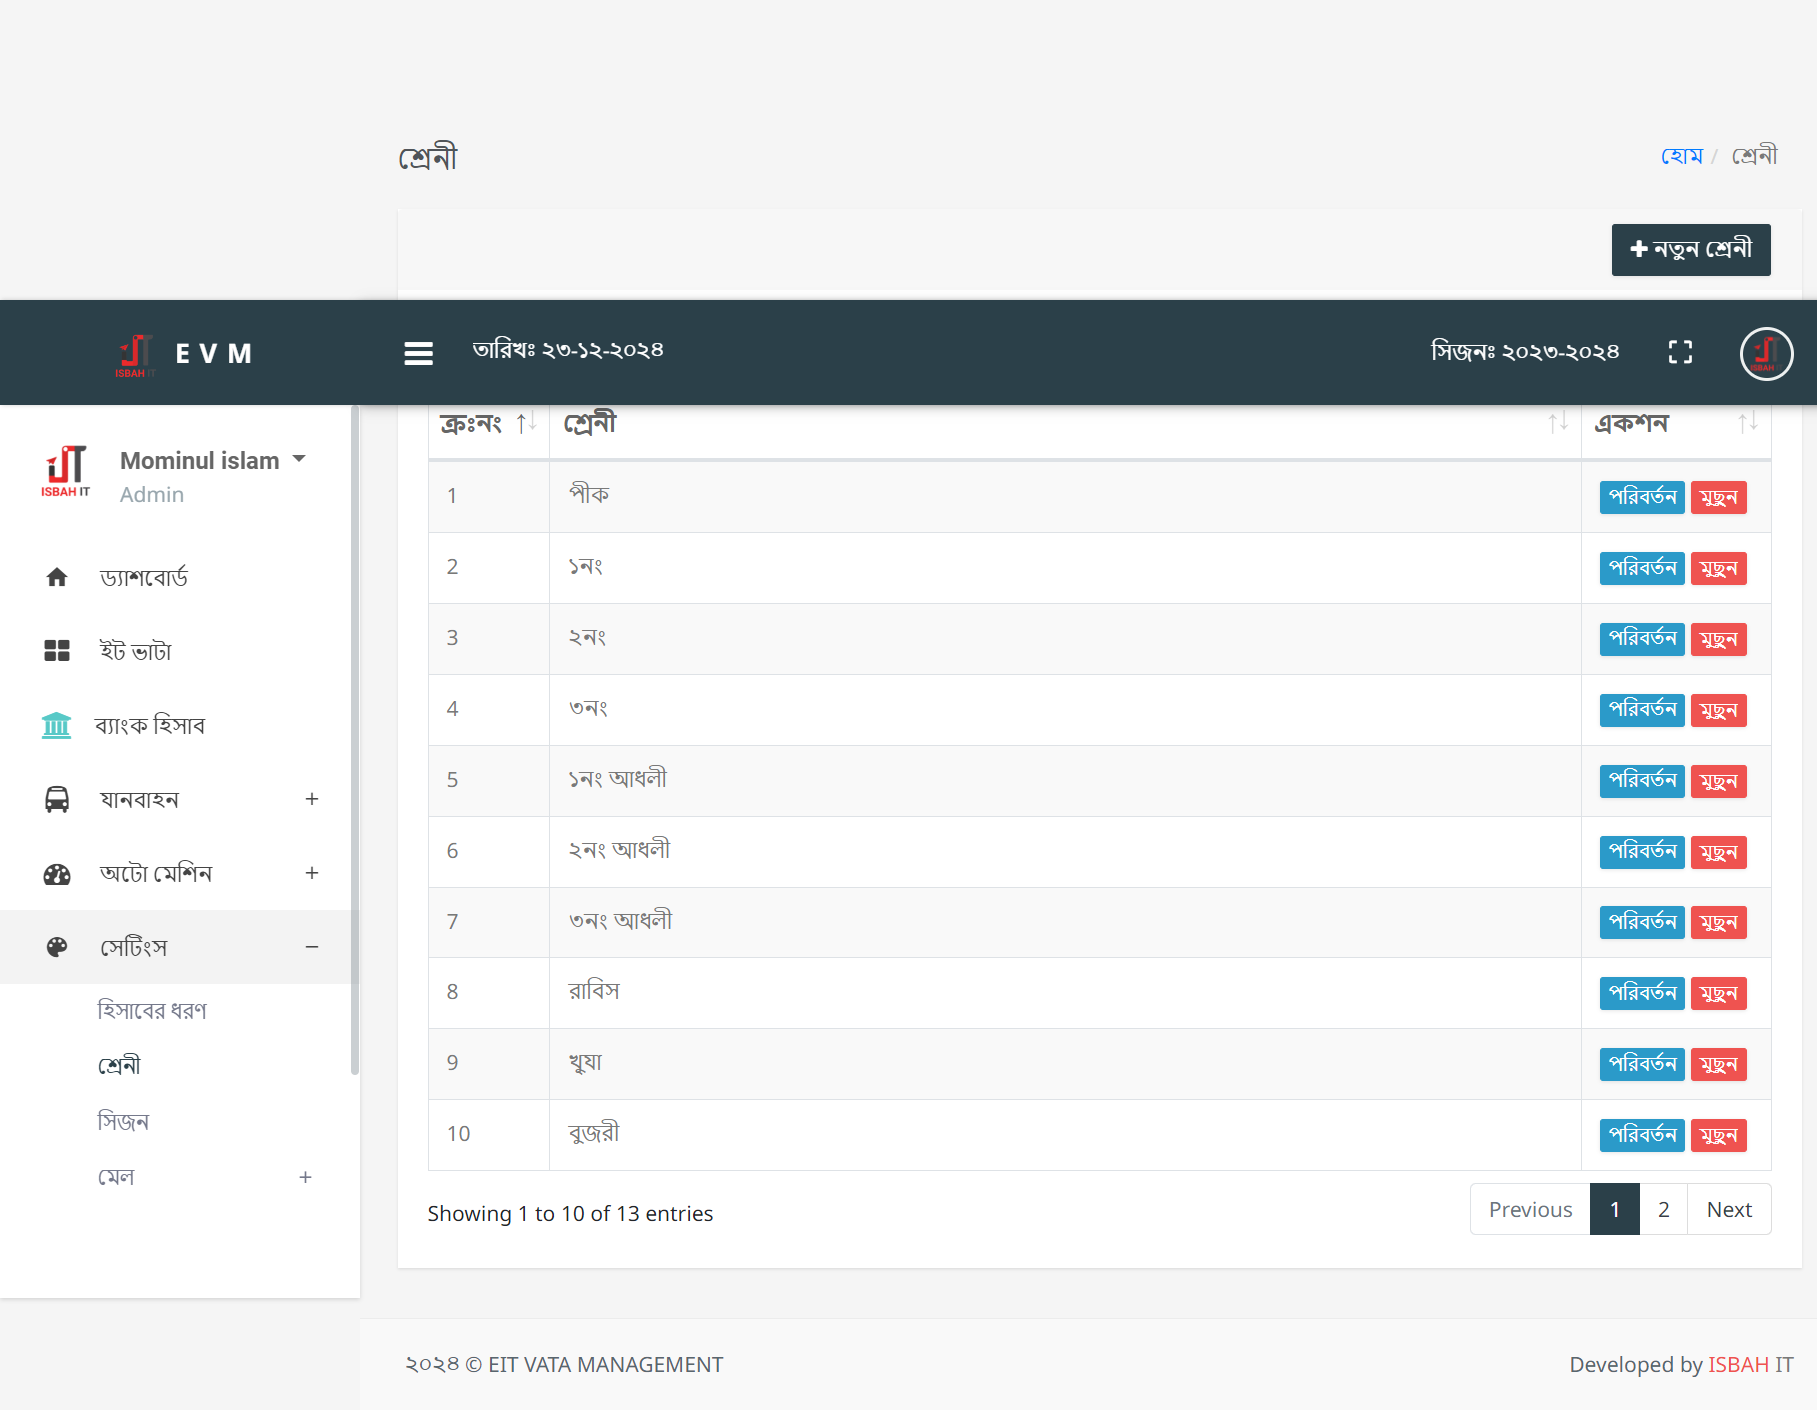 শ্রেনী
হোম / শ্রেনী
নতুন শ্রেনী
ISBAH IT
EVM
তারিখঃ ২৩-১২-২০২৪
সিজনঃ ২০২৩-২০২৪
ISBAH IT
Mominul islam
Admin
ড্যাশবোর্ড
ইট ভাটা
ব্যাংক হিসাব
যানবাহন +
অটো মেশিন +
সেটিংস −
হিসাবের ধরণ
শ্রেনী
সিজন
মেল +
ক্রঃনং শ্রেনী একশন
1 পীক পরিবর্তন মুছুন
2 ১নং পরিবর্তন মুছুন
3 ২নং পরিবর্তন মুছুন
4 ৩নং পরিবর্তন মুছুন
5 ১নং আধলী পরিবর্তন মুছুন
6 ২নং আধলী পরিবর্তন মুছুন
7 ৩নং আধলী পরিবর্তন মুছুন
8 রাবিস পরিবর্তন মুছুন
9 খুযা পরিবর্তন মুছুন
10 বুজরী পরিবর্তন মুছুন
Showing 1 to 10 of 13 entries
Previous 1 2 Next
২০২৪ © EIT VATA MANAGEMENT
Developed by ISBAH IT